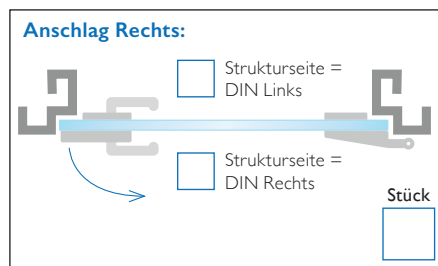 Anschlag Rechts:
Strukturseite =
DIN Links
Strukturseite =
DIN Rechts
Stück